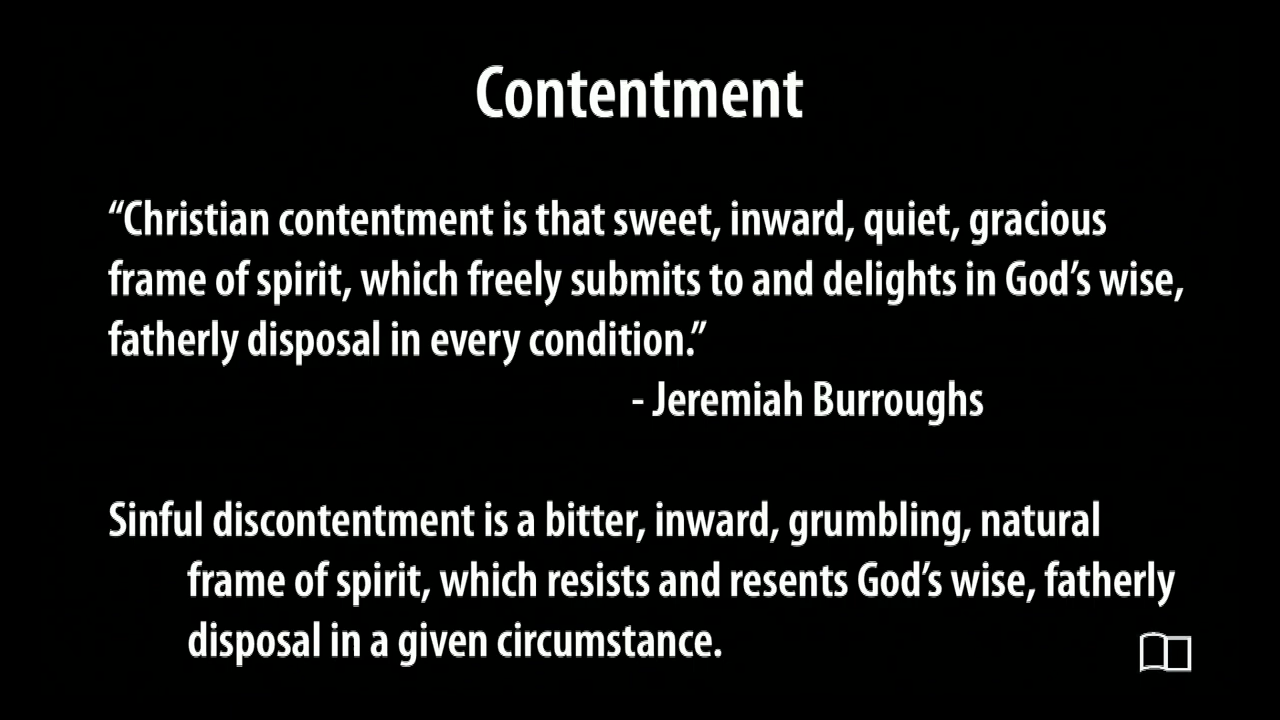 Contentment
“Christian contentment is that sweet, inward, quiet, gracious
frame of spirit, which freely submits to and delights in God’s wise,
fatherly disposal in every condition.”
- Jeremiah Burroughs
Sinful discontentment is a bitter, inward, grumbling, natural
frame of spirit, which resists and resents God’s wise, fatherly
disposal in a given circumstance.